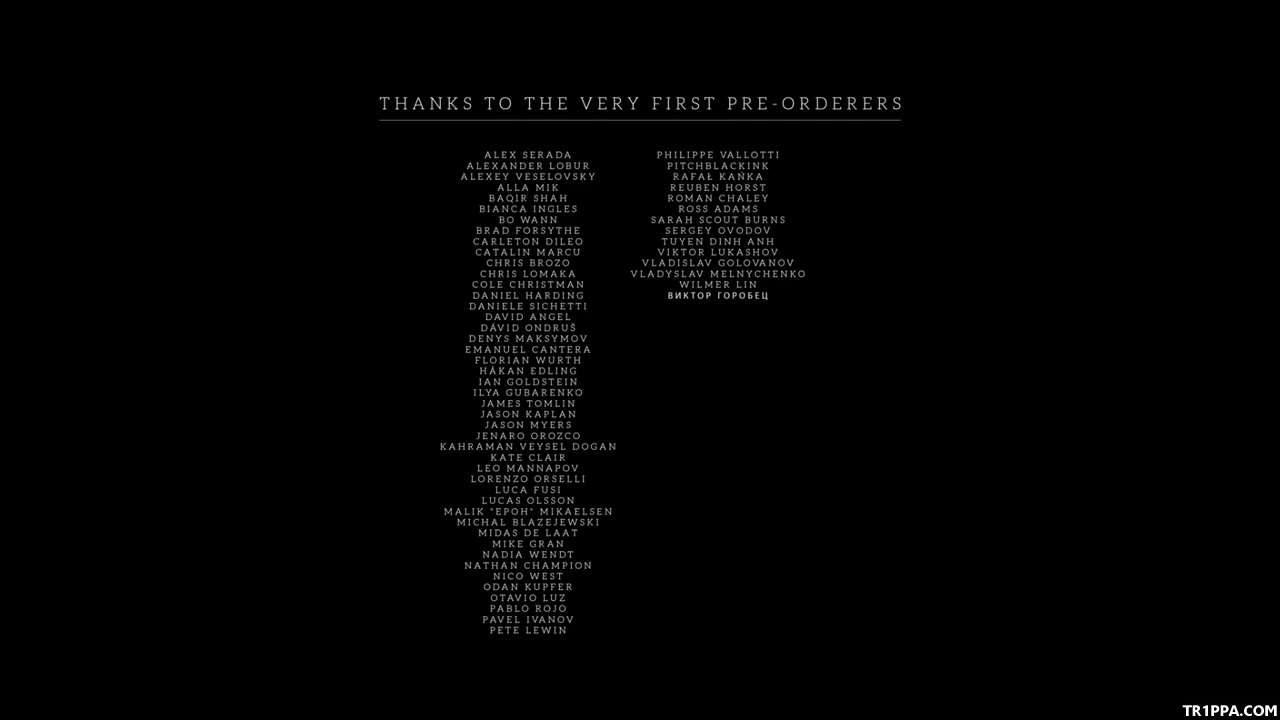 THANKS TO THE VERY FIRST PRE-ORDERERS
ALEX SERADA
ALEXANDER LOBUR
ALEXEY VESELOVSKY
ALLA MIK
BAQIR SHAH
BIANCA INGLES
BO WANN
BRAD FORSYTHE
CARLETON DILEO
CATALIN MARCU
CHRIS BROZO
CHRIS LOMAKA
COLE CHRISTMAN
DANIEL HARDING
DANIELE SICHETTI
DAVID ANGEL
DÁVID ONDRUŠ
DENYS MAKSYMOV
EMANUEL CANTERA
FLORIAN WURTH
HÅKAN EDLING
IAN GOLDSTEIN
ILYA GUBARENKO
JAMES TOMLIN
JASON KAPLAN
JASON MYERS
JENARO OROZCO
KAHRAMAN VEYSEL DOGAN
KATE CLAIR
LEO MANNAPOV
LORENZO ORSELLI
LUCA FUSI
LUCAS OLSSON
MALIK "EPOH" MIKAELSEN
MICHAL BLAZEJEWSKI
MIDAS DE LAAT
MIKE GRAN
NADIA WENDT
NATHAN CHAMPION
NICO WEST
ODAN KUPFER
OTAVIO LUZ
PABLO ROJO
PAVEL IVANOV
PETE LEWIN
PHILIPPE VALLOTTI
PITCHBLACKINK
RAFAŁ KAŃKA
REUBEN HORST
ROMAN CHALEY
ROSS ADAMS
SARAH SCOUT BURNS
SERGEY OVODOV
TUYEN DINH ANH
VIKTOR LUKASHOV
VLADISLAV GOLOVANOV
VLADYSLAV MELNYCHENKO
WILMER LIN
ВИКТОР ГОРОБЕЦ
TR1PPA.COM